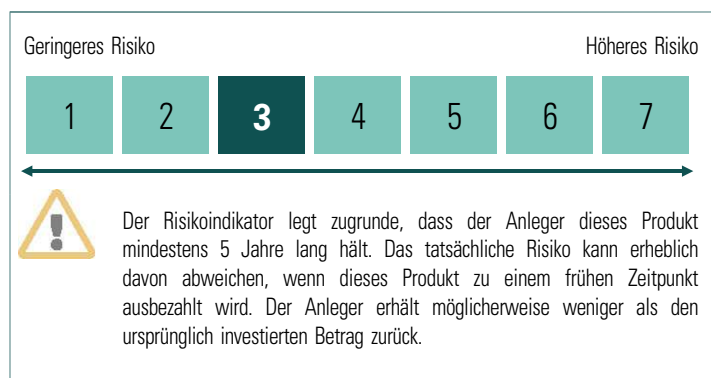 Geringeres Risiko Höheres Risiko
1 2 3 4 5 6 7
Der Risikoindikator legt zugrunde, dass der Anleger dieses Produkt
mindestens 5 Jahre lang hält. Das tatsächliche Risiko kann erheblich
davon abweichen, wenn dieses Produkt zu einem frühen Zeitpunkt
ausbezahlt wird. Der Anleger erhält möglicherweise weniger als den
ursprünglich investierten Betrag zurück.